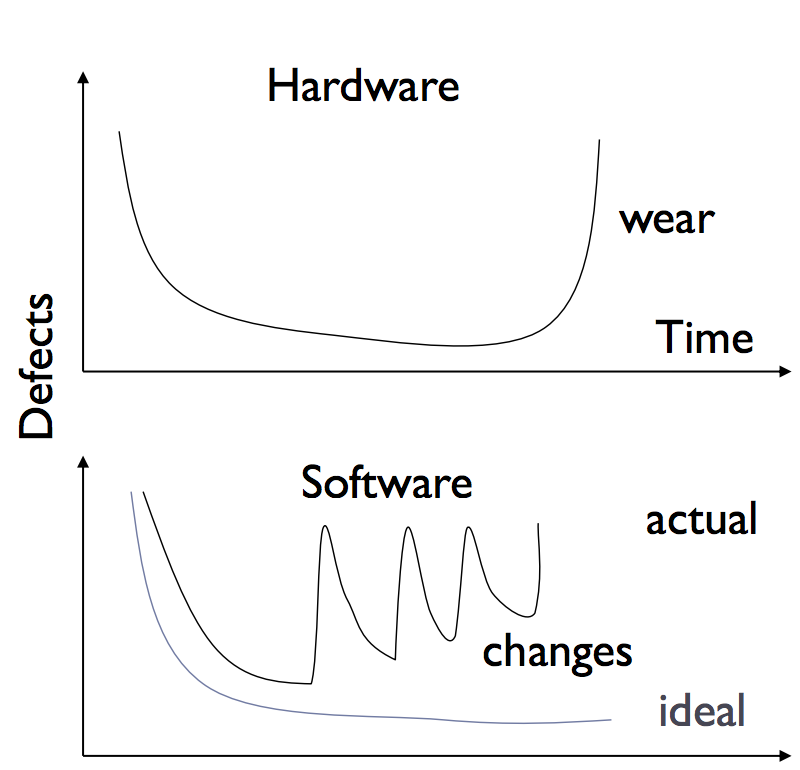 Hardware
wear
Time
Defects
Software
actual
changes
ideal